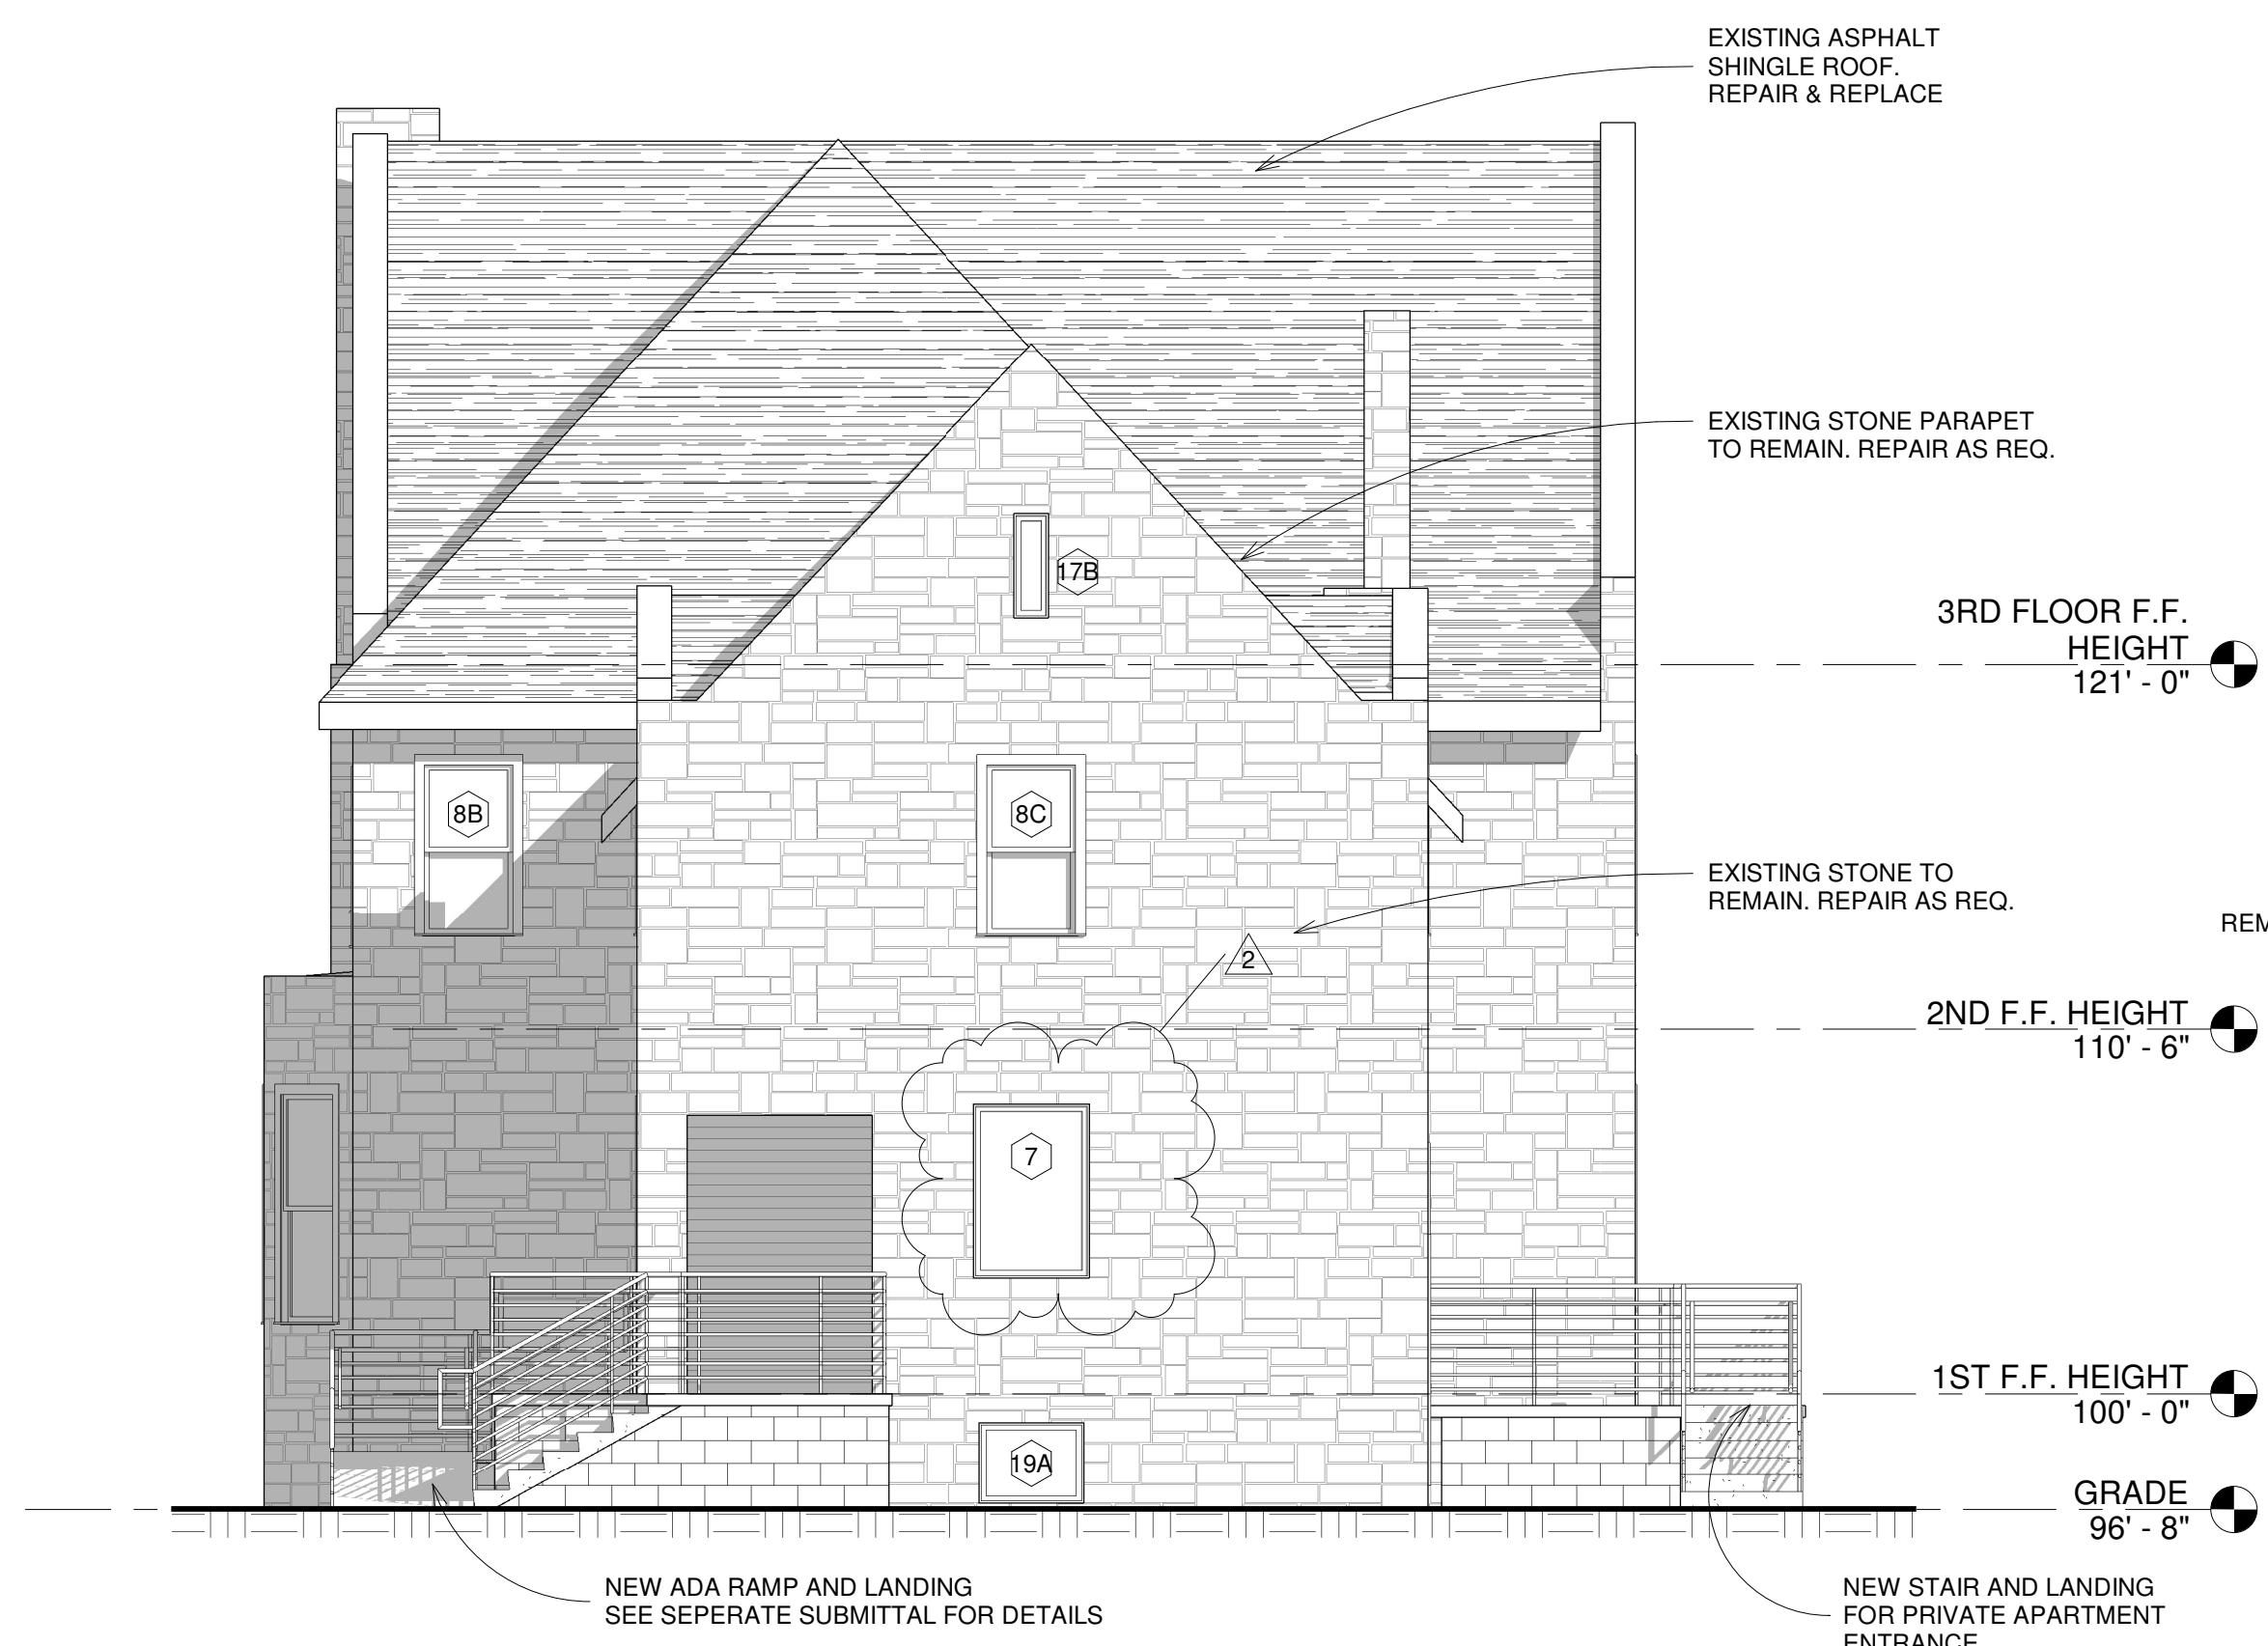 EXISTING ASPHALT
SHINGLE ROOF.
REPAIR & REPLACE
EXISTING STONE PARAPET
TO REMAIN. REPAIR AS REQ.
17B
3RD FLOOR F.F.
HEIGHT
121' - 0"
8B
8C
EXISTING STONE TO
REMAIN. REPAIR AS REQ.
REM
2
2ND F.F. HEIGHT
110' - 6"
7
1ST F.F. HEIGHT
100' - 0"
19A
GRADE
96' - 8"
NEW ADA RAMP AND LANDING
SEE SEPERATE SUBMITTAL FOR DETAILS
NEW STAIR AND LANDING
FOR PRIVATE APARTMENT
ENTRANCE